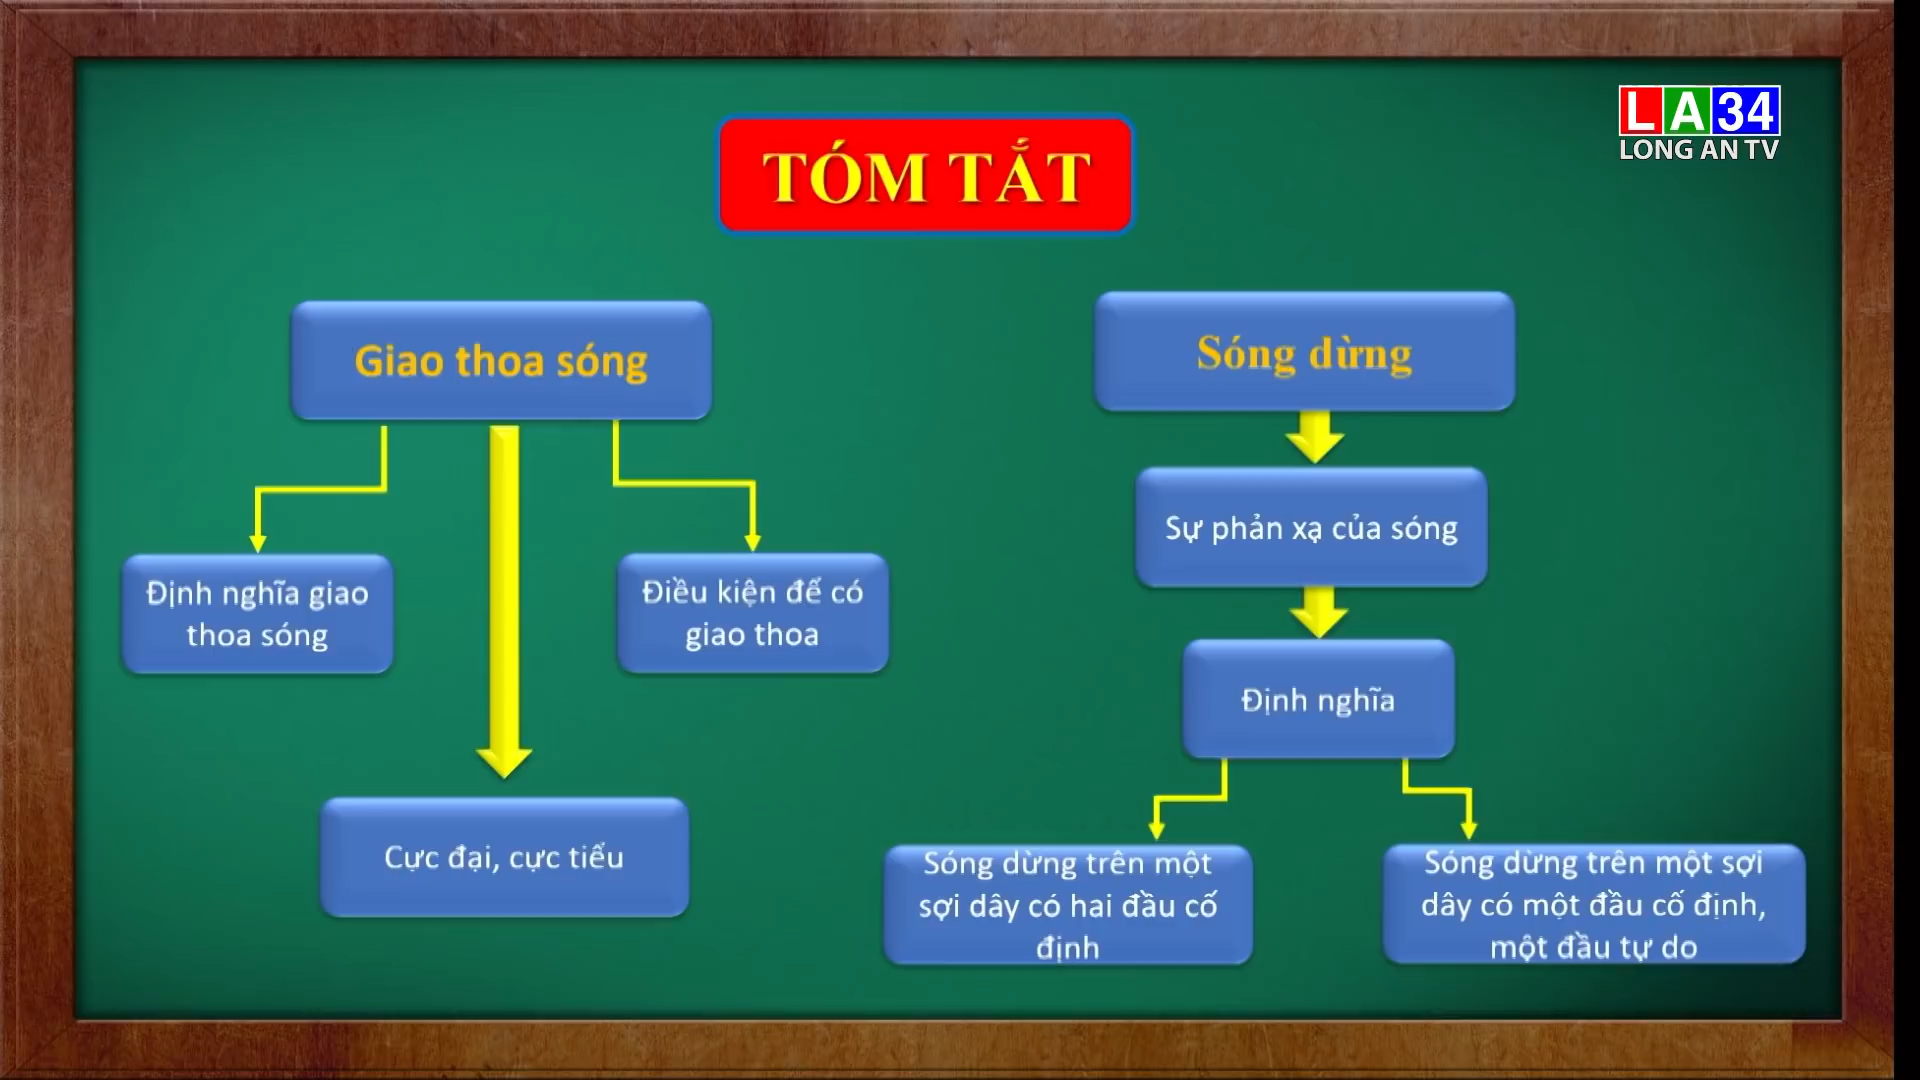 LA34
LONG AN TV
TÓM TẮT
Giao thoa sóng
Định nghĩa giao
thoa sóng
Điều kiện để có
giao thoa
Cực đại, cực tiểu
Sóng dừng
Sự phản xạ của sóng
Định nghĩa
Sóng dừng trên một
sợi dây có hai đầu cố
định
Sóng dừng trên một sợi
dây có một đầu cố định,
một đầu tự do